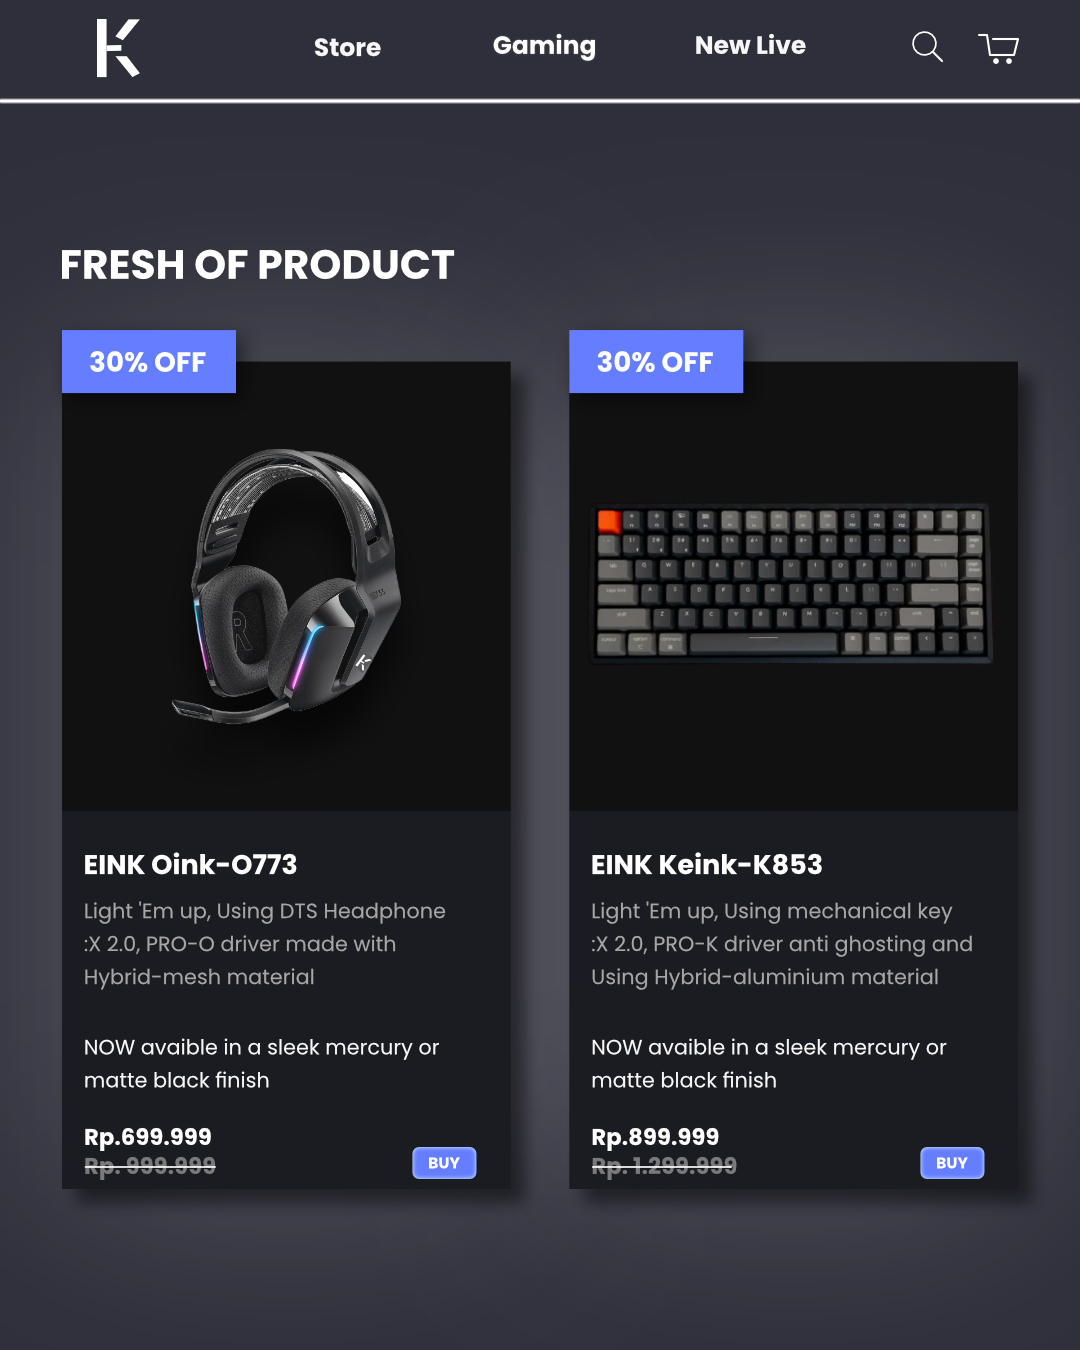 K
Store
Gaming
New Live
FRESH OF PRODUCT
30% OFF
EINK Oink-O773
Light 'Em up, Using DTS Headphone
:X 2.0, PRO-O driver made with
Hybrid-mesh material
NOW avaible in a sleek mercury or
matte black finish
Rp.699.999
Rp. 999.999
BUY
30% OFF
EINK Keink-K853
Light 'Em up, Using mechanical key
:X 2.0, PRO-K driver anti ghosting and
Using Hybrid-aluminium material
NOW avaible in a sleek mercury or
matte black finish
Rp.899.999
Rp. 1.299.999
BUY